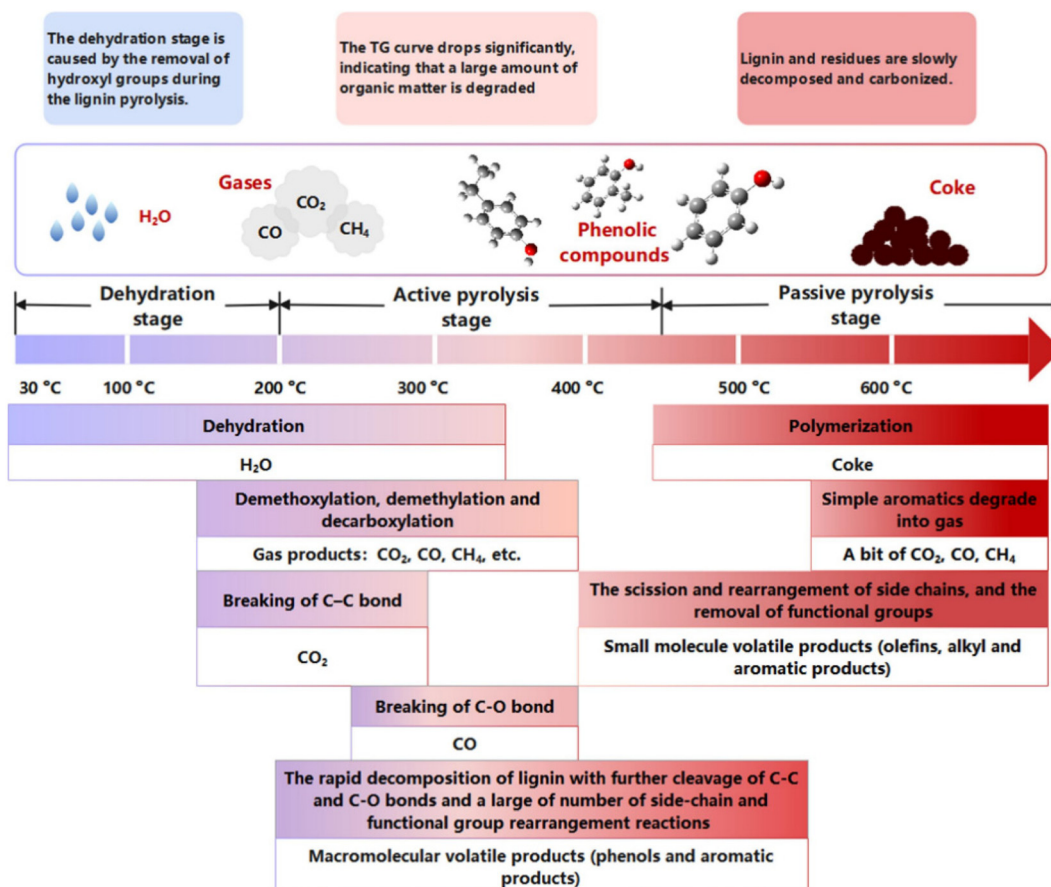 The dehydration stage is
caused by the removal of
hydroxyl groups during
the lignin pyrolysis.
The TG curve drops significantly,
indicating that a large amount of
organic matter is degraded
Lignin and residues are slowly
decomposed and carbonized.
H₂O
Gases
CO
CO₂
CH₄
Phenolic
compounds
Coke
Dehydration
stage
Active pyrolysis
stage
Passive pyrolysis
stage
30 °C
100 °C
200 °C
300 °C
400 °C
500 °C
600 °C
Dehydration
H₂O
Polymerization
Coke
Demethoxylation, demethylation and
decarboxylation
Gas products: CO₂, CO, CH₄, etc.
Simple aromatics degrade
into gas
A bit of CO₂, CO, CH₄
Breaking of C–C bond
CO₂
The scission and rearrangement of side chains, and the
removal of functional groups
Small molecule volatile products (olefins, alkyl and
aromatic products)
Breaking of C-O bond
CO
The rapid decomposition of lignin with further cleavage of C-C
and C-O bonds and a large of number of side-chain and
functional group rearrangement reactions
Macromolecular volatile products (phenols and aromatic
products)